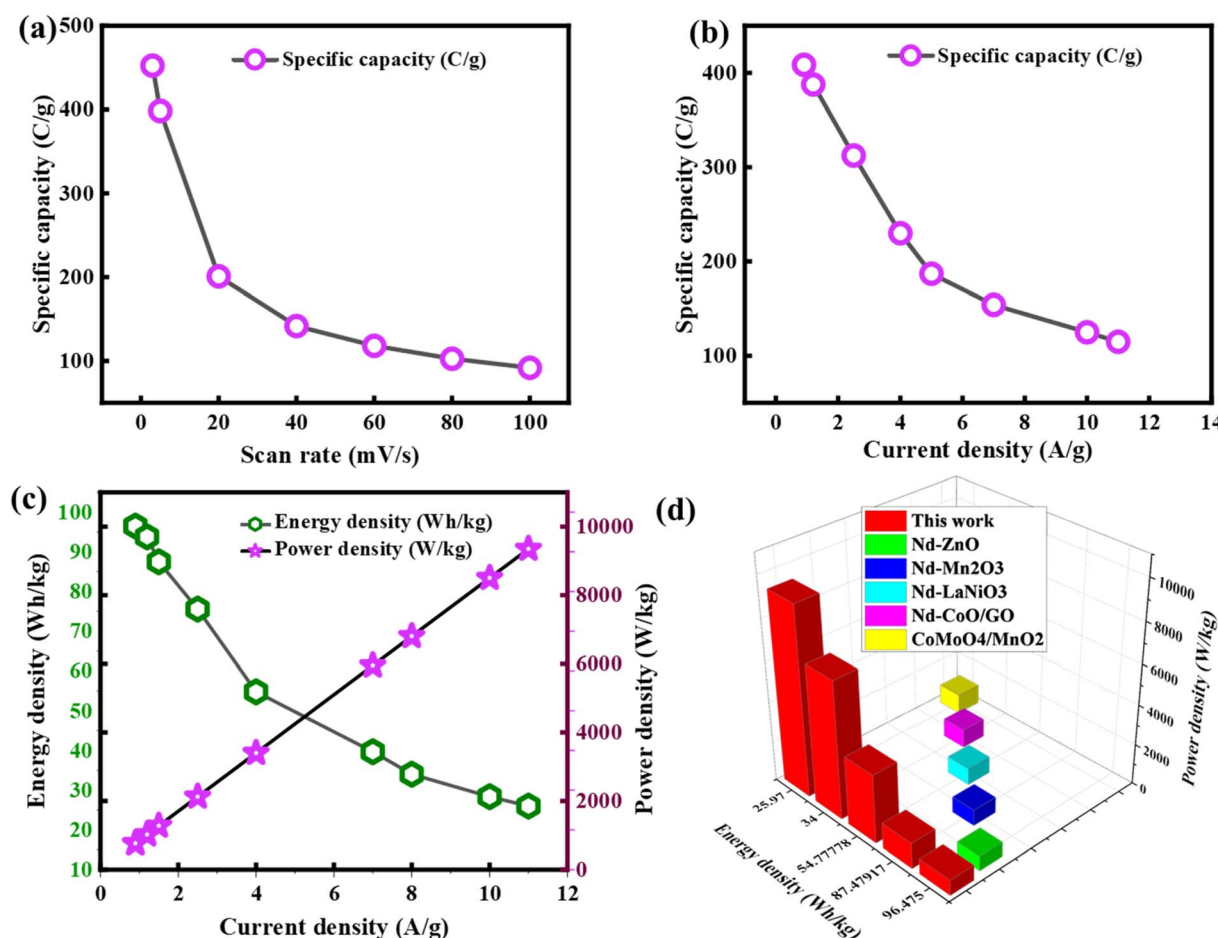 (a)
500
400
300
200
100
Specific capacity (C/g)
Specific capacity (C/g)
0 20 40 60 80 100
Scan rate (mV/s)
(b)
400
300
200
100
Specific capacity (C/g)
Specific capacity (C/g)
0 2 4 6 8 10 12 14
Current density (A/g)
(c)
100
90
80
70
60
50
40
30
20
10
Energy density (Wh/kg)
Energy density (Wh/kg)
Power density (W/kg)
10000
8000
6000
4000
2000
0
Power density (W/kg)
0 2 4 6 8 10 12
Current density (A/g)
(d)
This work
Nd-ZnO
Nd-Mn2O3
Nd-LaNiO3
Nd-CoO/GO
CoMoO4/MnO2
10000
8000
6000
4000
2000
0
Power density (W/kg)
25.97
34
54.77778
87.47917
96.475
Energy density (Wh/kg)